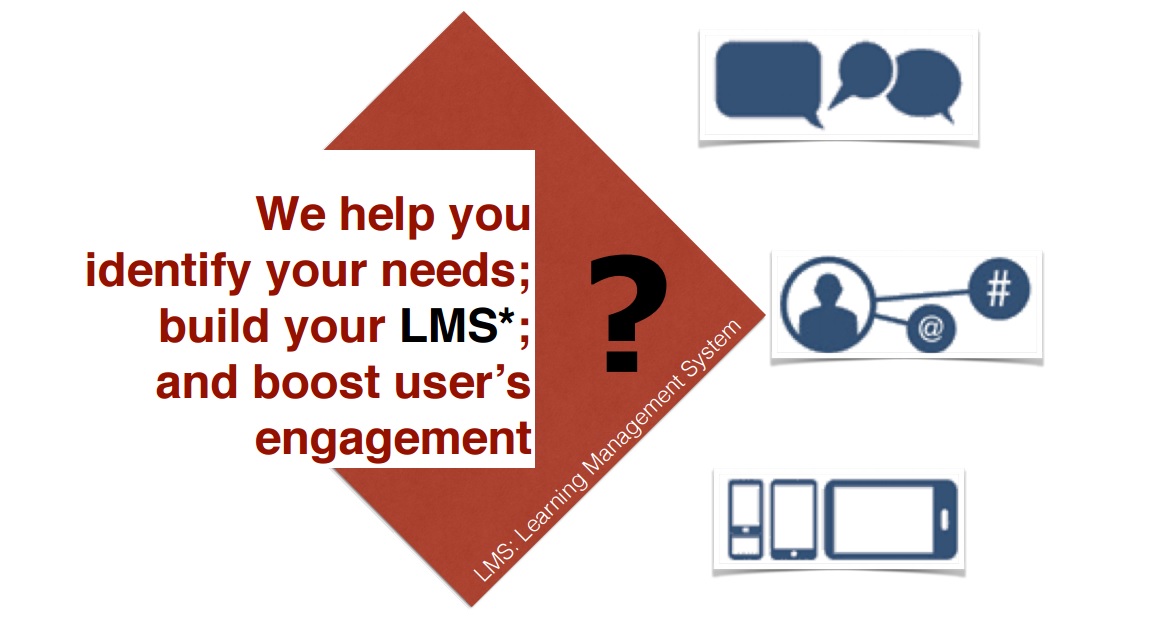 We help you
identify your needs;
build your LMS*;
and boost user’s
engagement
?
LMS: Learning Management System
#
@